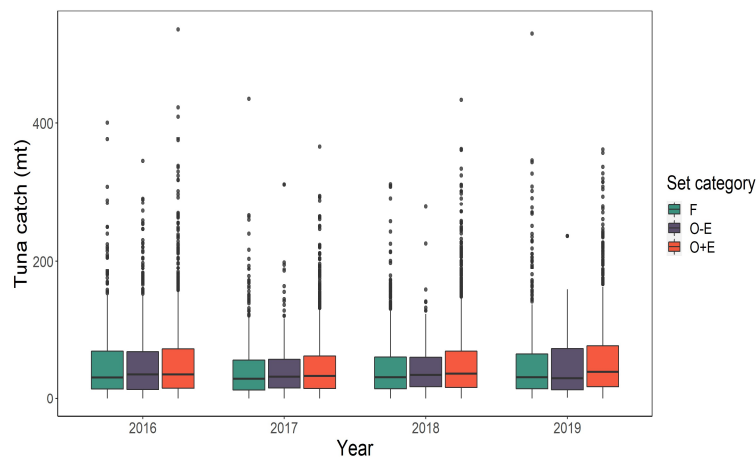 Tuna catch (mt)
400
200
0
2016 2017 2018 2019
Year
Set category
F
O-E
O+E